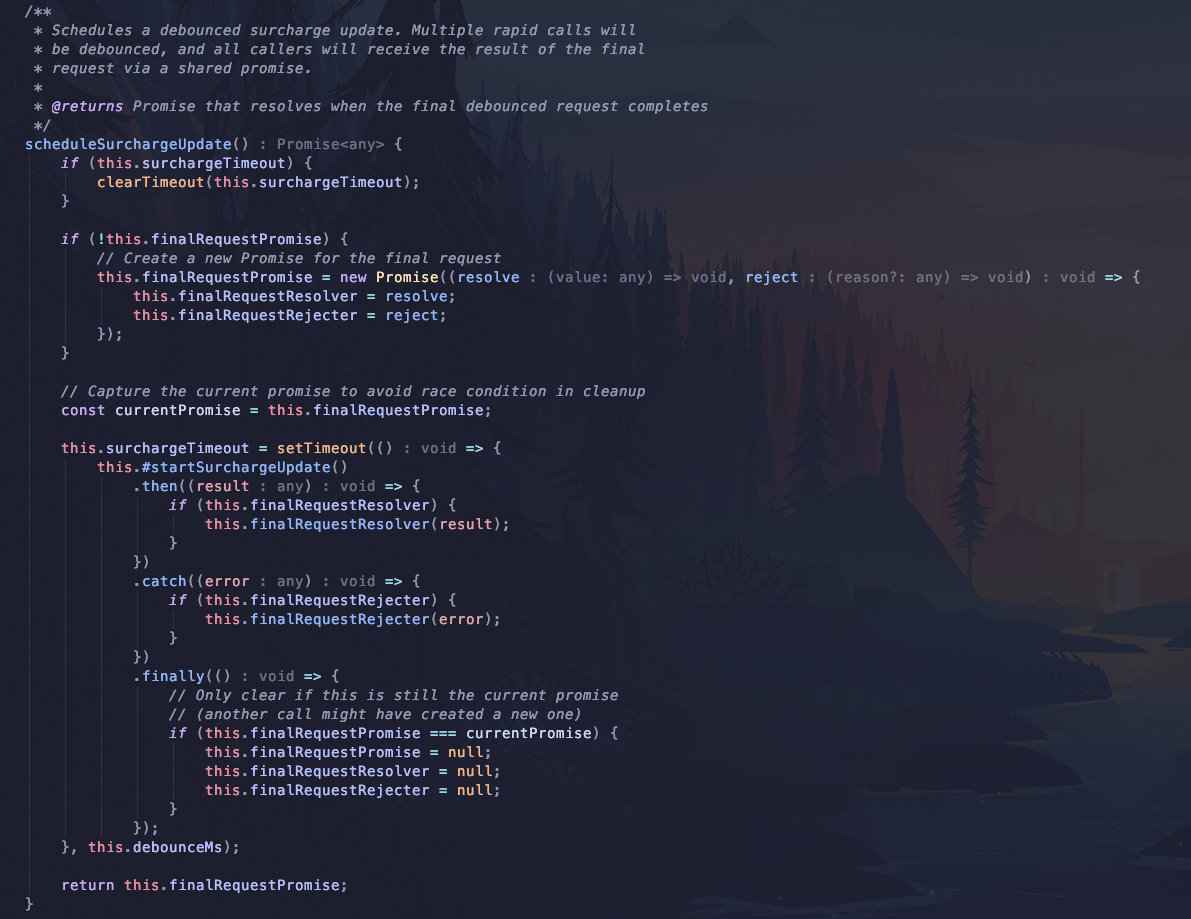 /**
 * Schedules a debounced surcharge update. Multiple rapid calls will
 * be debounced, and all callers will receive the result of the final
 * request via a shared promise.
 *
 * @returns Promise that resolves when the final debounced request completes
 */
scheduleSurchargeUpdate() : Promise<any> {
    if (this.surchargeTimeout) {
        clearTimeout(this.surchargeTimeout);
    }

    if (!this.finalRequestPromise) {
        // Create a new Promise for the final request
        this.finalRequestPromise = new Promise((resolve : (value: any) => void, reject : (reason?: any) => void) : void => {
            this.finalRequestResolver = resolve;
            this.finalRequestRejecter = reject;
        });
    }

    // Capture the current promise to avoid race condition in cleanup
    const currentPromise = this.finalRequestPromise;

    this.surchargeTimeout = setTimeout(() : void => {
        this.#startSurchargeUpdate()
            .then((result : any) : void => {
                if (this.finalRequestResolver) {
                    this.finalRequestResolver(result);
                }
            })
            .catch((error : any) : void => {
                if (this.finalRequestRejecter) {
                    this.finalRequestRejecter(error);
                }
            })
            .finally(() : void => {
                // Only clear if this is still the current promise
                // (another call might have created a new one)
                if (this.finalRequestPromise === currentPromise) {
                    this.finalRequestPromise = null;
                    this.finalRequestResolver = null;
                    this.finalRequestRejecter = null;
                }
            });
    }, this.debounceMs);

    return this.finalRequestPromise;
}